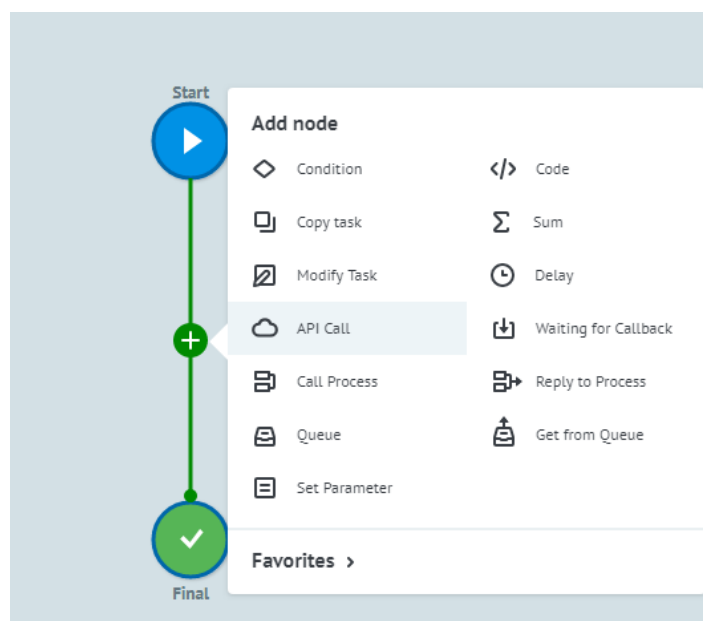 Start
Add node
Condition
Code
Copy task
Sum
Modify Task
Delay
API Call
Waiting for Callback
Call Process
Reply to Process
Queue
Get from Queue
Set Parameter
Favorites
Final